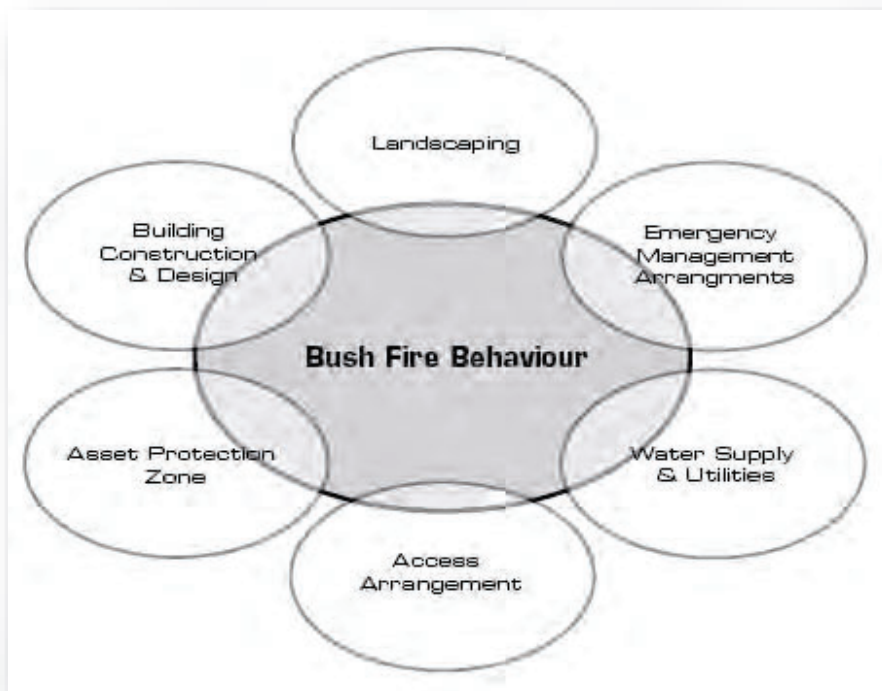 Landscaping
Building
Construction
& Design
Emergency
Management
Arrangments
Bush Fire Behaviour
Asset Protection
Zone
Water Supply
& Utilities
Access
Arrangement